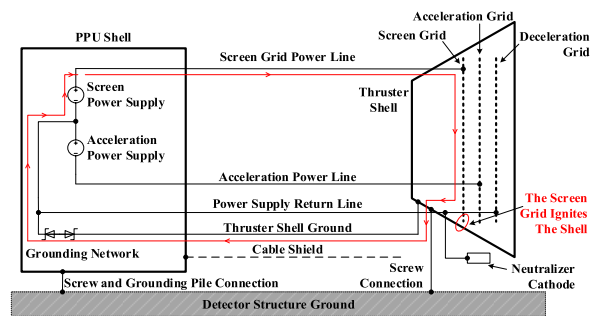 Acceleration Grid
PPU Shell
Screen Grid
Deceleration
Grid
Screen Grid Power Line
Screen
Power Supply
Thruster
Shell
Acceleration
Power Supply
Acceleration Power Line
Power Supply Return Line
The Screen
Grid Ignites
The Shell
Thruster Shell Ground
Grounding Network
Cable Shield
Screw
Connection
Neutralizer
Cathode
Screw and Grounding Pile Connection
Detector Structure Ground